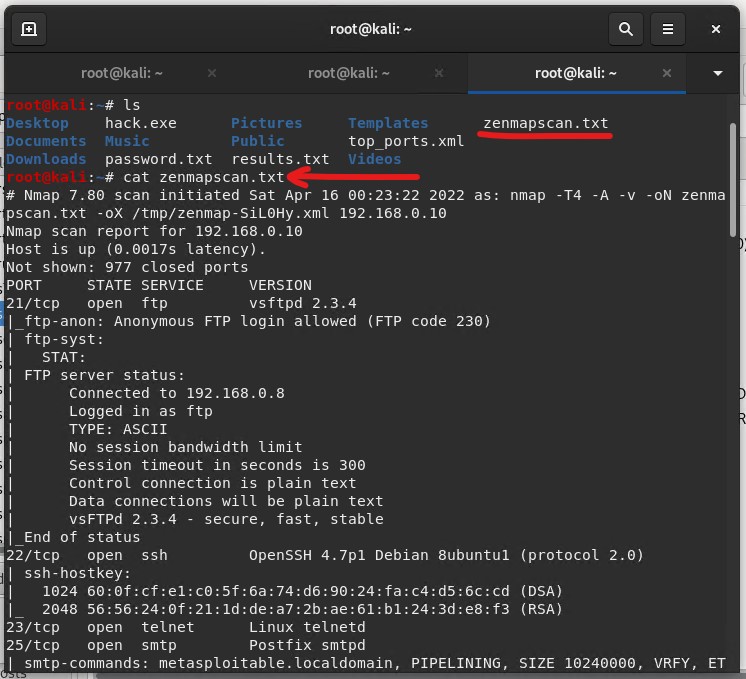 root@kali: ~
root@kali: ~
root@kali: ~
root@kali: ~
root@kali:~# ls
Desktop hack.exe Pictures Templates zenmapscan.txt
Documents Music Public top_ports.xml
Downloads password.txt results.txt Videos
root@kali:~# cat zenmapscan.txt
# Nmap 7.80 scan initiated Sat Apr 16 00:23:22 2022 as: nmap -T4 -A -v -oN zenma
pscan.txt -oX /tmp/zenmap-SiL0Hy.xml 192.168.0.10
Nmap scan report for 192.168.0.10
Host is up (0.0017s latency).
Not shown: 977 closed ports
PORT STATE SERVICE VERSION
21/tcp open ftp vsftpd 2.3.4
|_ftp-anon: Anonymous FTP login allowed (FTP code 230)
| ftp-syst:
| STAT:
| FTP server status:
| Connected to 192.168.0.8
| Logged in as ftp
| TYPE: ASCII
| No session bandwidth limit
| Session timeout in seconds is 300
| Control connection is plain text
| Data connections will be plain text
| vsFTPd 2.3.4 - secure, fast, stable
|_End of status
22/tcp open ssh OpenSSH 4.7p1 Debian 8ubuntu1 (protocol 2.0)
| ssh-hostkey:
| 1024 60:0f:cf:e1:c0:5f:6a:74:d6:90:24:fa:c4:d5:6c:cd (DSA)
|_ 2048 56:56:24:0f:21:1d:de:a7:2b:ae:61:b1:24:3d:e8:f3 (RSA)
23/tcp open telnet Linux telnetd
25/tcp open smtp Postfix smtpd
| smtp-commands: metasploitable.localdomain, PIPELINING, SIZE 10240000, VRFY, ET